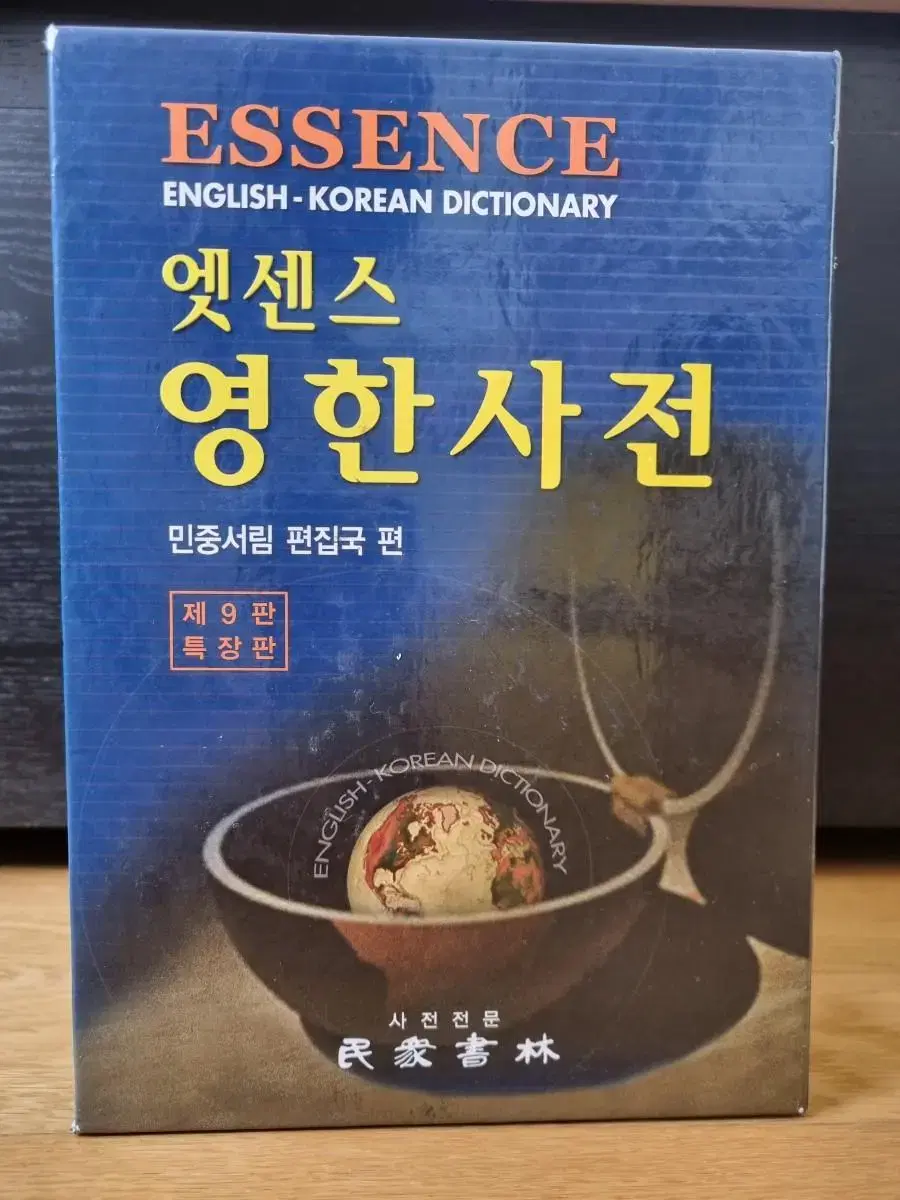 ESSENCE
ENGLISH - KOREAN DICTIONARY
엣센스
영한사전
민중서림 편집국 편
제9판
특장판
ENGLISH - KOREAN DICTIONARY
사전전문
民衆書林